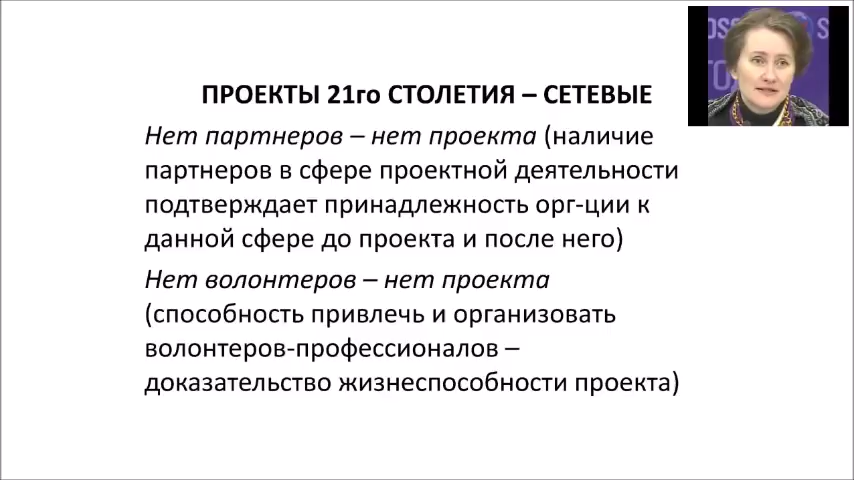 ПРОЕКТЫ 21го СТОЛЕТИЯ – СЕТЕВЫЕ
Нет партнеров – нет проекта (наличие
партнеров в сфере проектной деятельности
подтверждает принадлежность орг-ции к
данной сфере до проекта и после него)
Нет волонтеров – нет проекта
(способность привлечь и организовать
волонтеров-профессионалов –
доказательство жизнеспособности проекта)